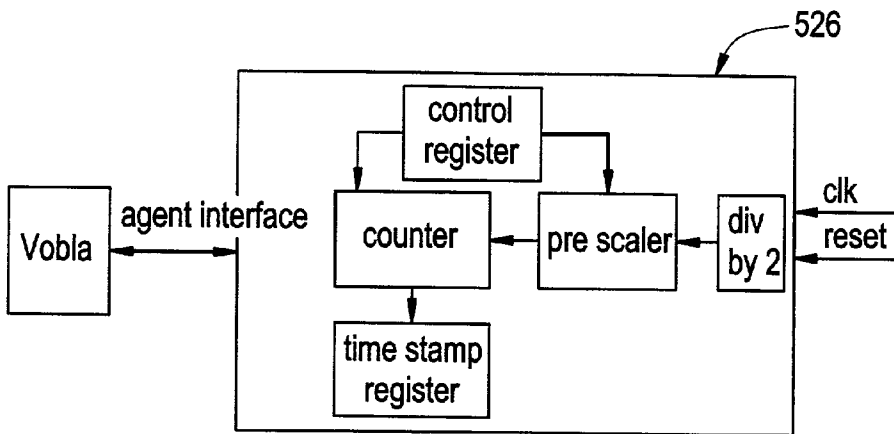 526
control
register
clk
agent interface
Vobla
counter
pre scaler
div
by 2
reset
time stamp
register